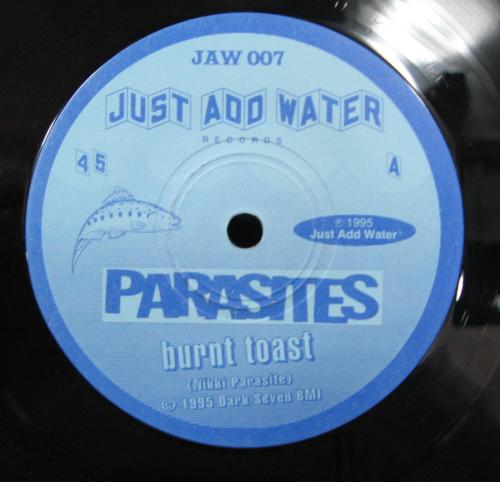 JAW 007
JUST ADD WATER
RECORDS
45
A
℗ 1995
Just Add Water
PARASITES
burnt toast
(Nikki Parasite)
© 1995 Dark Seven BMI